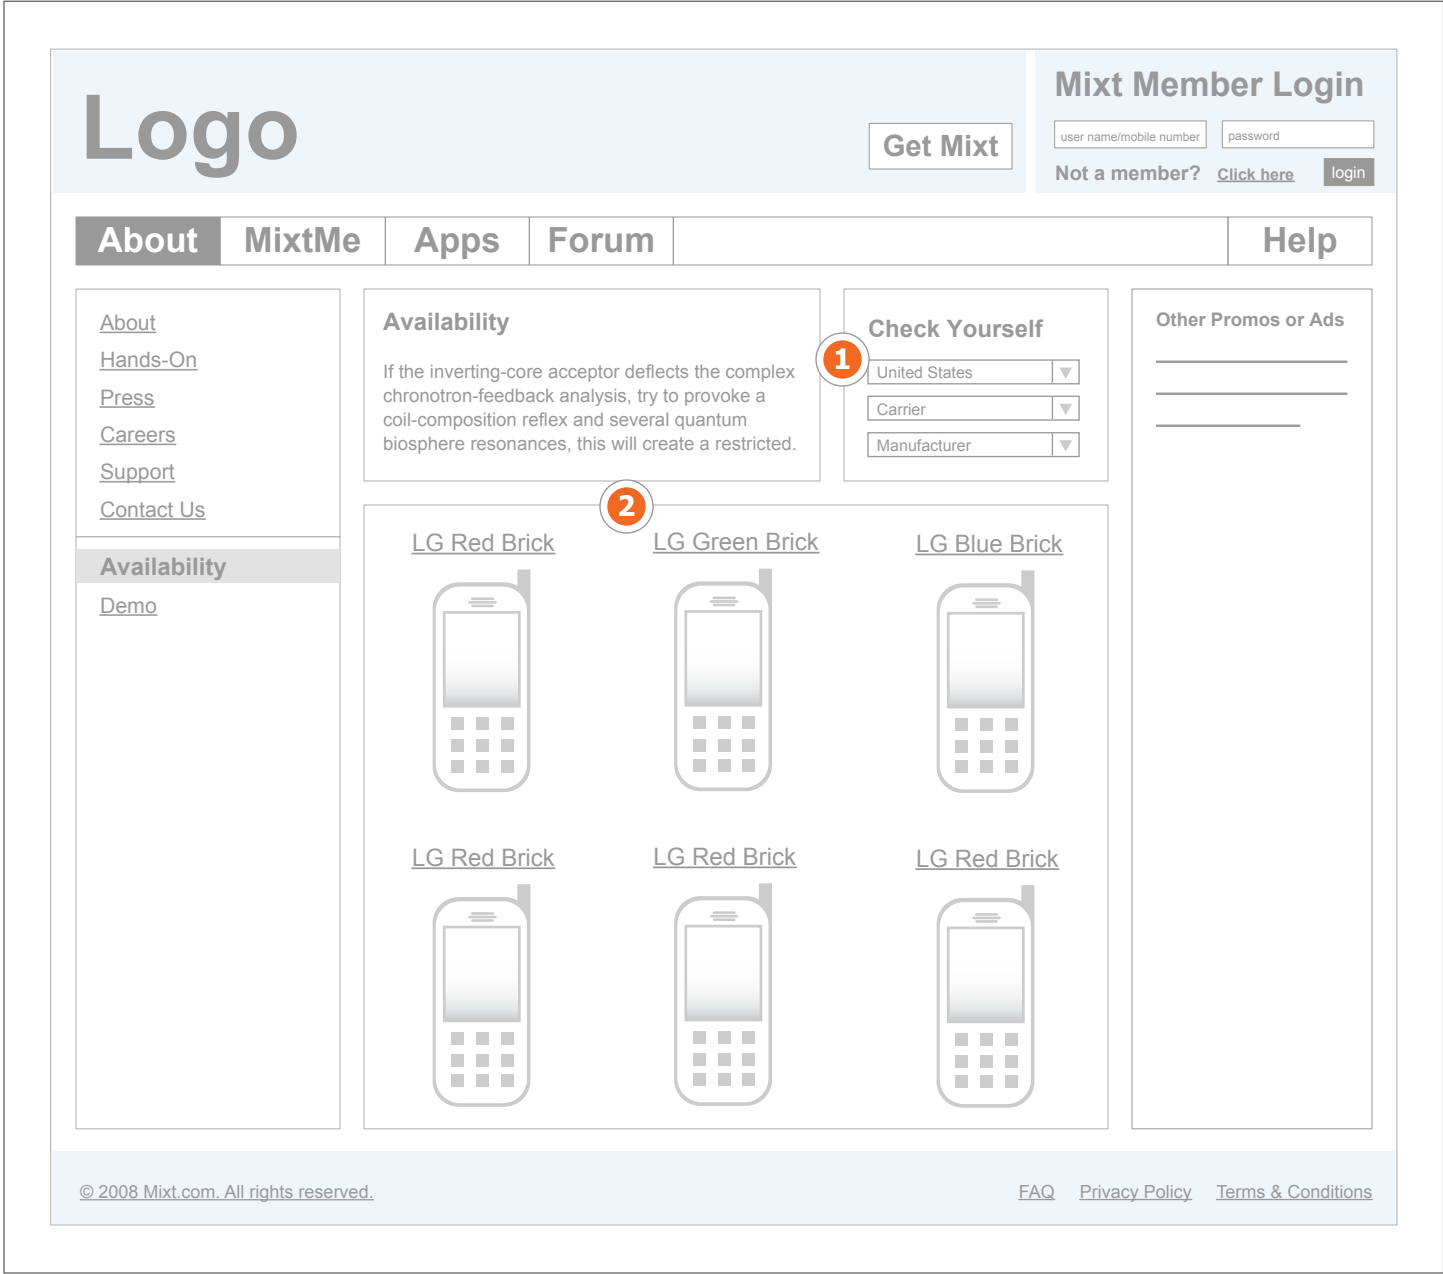 Logo
Get Mixt
Mixt Member Login
user name/mobile number
password
Not a member? Click here
login
About
MixtMe
Apps
Forum
Help
About
Hands-On
Press
Careers
Support
Contact Us
Availability
Demo
Availability
If the inverting-core acceptor deflects the complex
chronotron-feedback analysis, try to provoke a
coil-composition reflex and several quantum
biosphere resonances, this will create a restricted.
1
Check Yourself
United States
Carrier
Manufacturer
Other Promos or Ads
2
LG Red Brick
LG Green Brick
LG Blue Brick
LG Red Brick
LG Red Brick
LG Red Brick
© 2008 Mixt.com. All rights reserved.
FAQ
Privacy Policy
Terms & Conditions